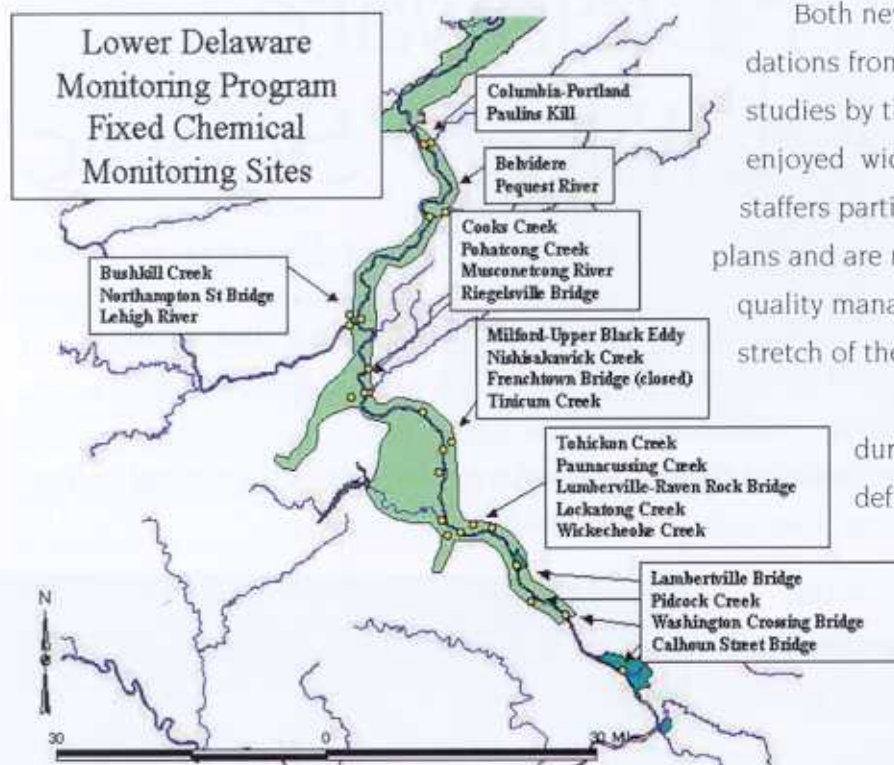 Lower Delaware
Monitoring Program
Fixed Chemical
Monitoring Sites
Columbia-Portland
Paulins Kill
Belvidere
Pequest River
Cooks Creek
Pohatcong Creek
Musconetcong River
Riegelsville Bridge
Bushkill Creek
Northampton St Bridge
Lehigh River
Milford-Upper Black Eddy
Nishisakawick Creek
Frenchtown Bridge (closed)
Tinicum Creek
Tohickon Creek
Paunacussing Creek
Lumberville-Raven Rock Bridge
Lockatong Creek
Wickecheoke Creek
Lambertville Bridge
Pidcock Creek
Washington Crossing Bridge
Calhoun Street Bridge
N
30 0 30
Both
dations from
studies by
enjoyed
staffers parti
plans and are
quality mana
stretch of the
dur
def